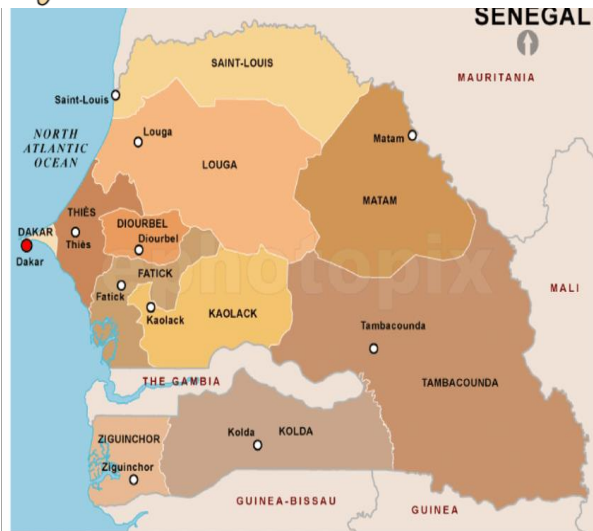 SENEGAL
SAINT-LOUIS
MAURITANIA
Saint-Louis
NORTH
ATLANTIC
OCEAN
Louga
Matam
LOUGA
MATAM
THIÈS
DIOURBEL
DAKAR
Thiès
Diourbel
Dakar
FATICK
ephotopix
Fatick
MALI
Kaolack
KAOLACK
Tambacounda
THE GAMBIA
TAMBACOUNDA
ZIGUINCHOR
Kolda
KOLDA
Ziguinchor
GUINEA-BISSAU
GUINEA